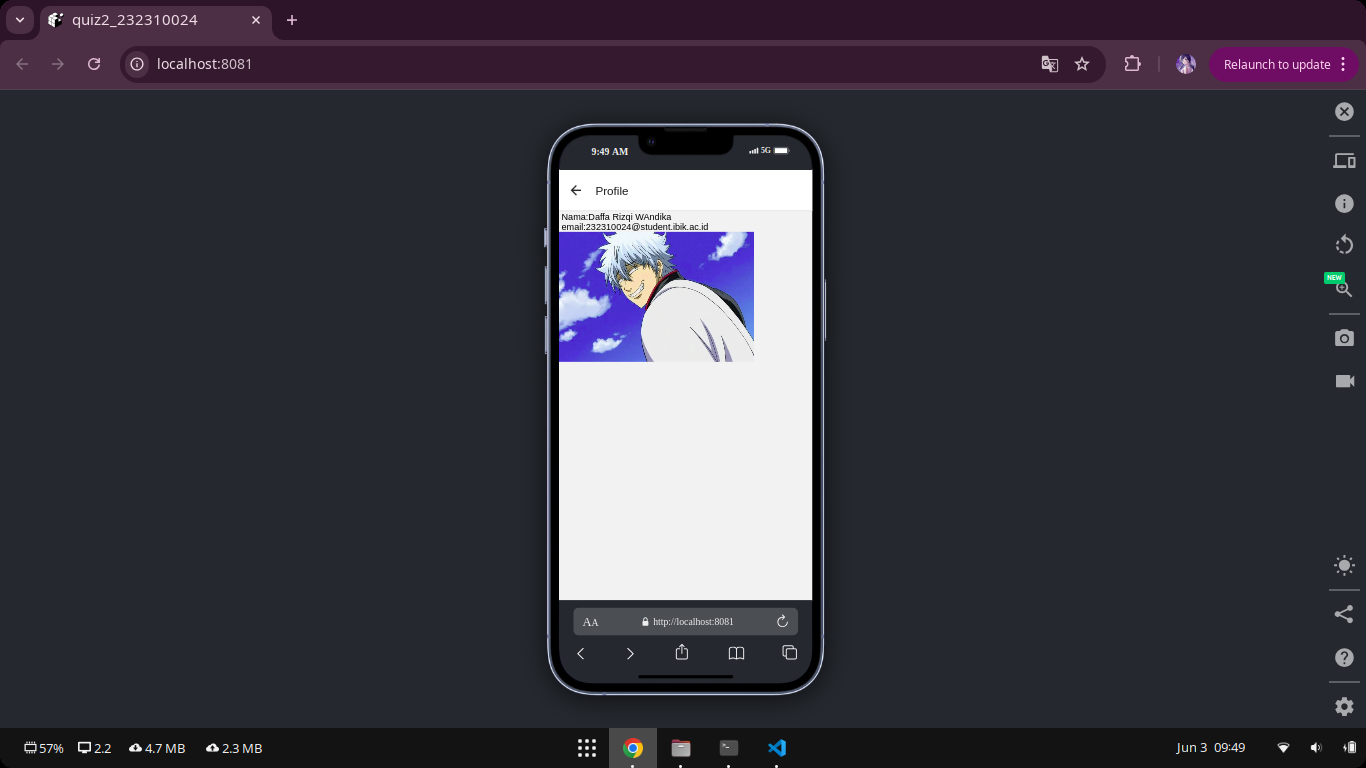 quiz2_232310024
localhost:8081
Relaunch to update
9:49 AM
5G
Profile
Nama:Daffa Rizqi WAndika
email:232310024@student.ibik.ac.id
NEW
AA
http://localhost:8081
57%
2.2
4.7 MB
2.3 MB
Jun 3 09:49